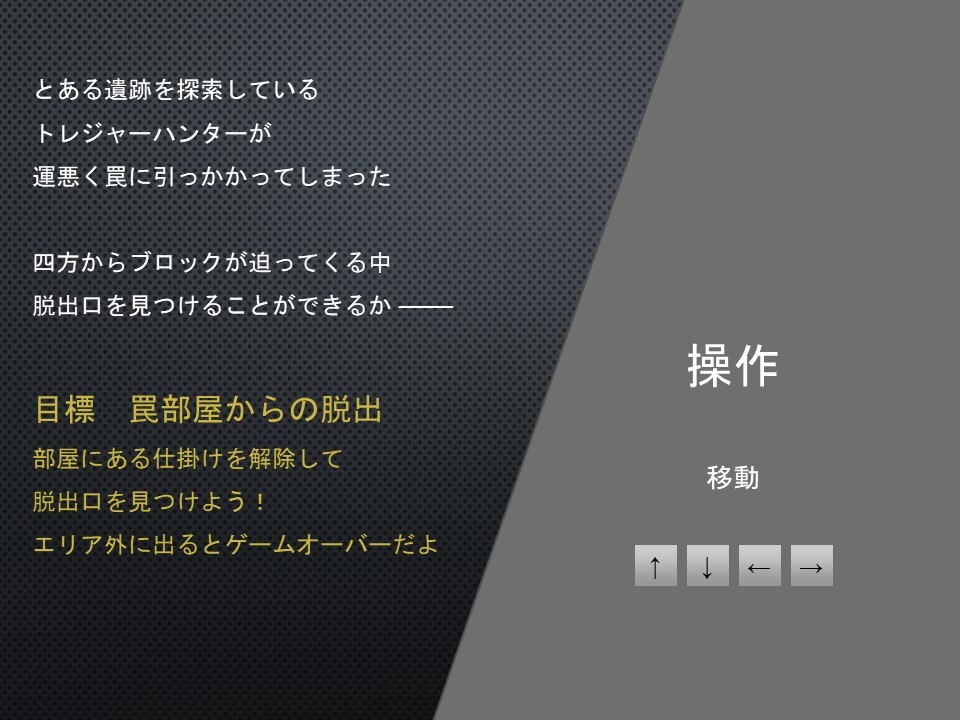 とある遺跡を探索している
トレジャーハンターが
運悪く罠に引っかかってしまった
四方からブロックが迫ってくる中
脱出口を見つけることができるか ――
目標　罠部屋からの脱出
部屋にある仕掛けを解除して
脱出口を見つけよう！
エリア外に出るとゲームオーバーだよ
操作
移動
↑ ↓ ← →